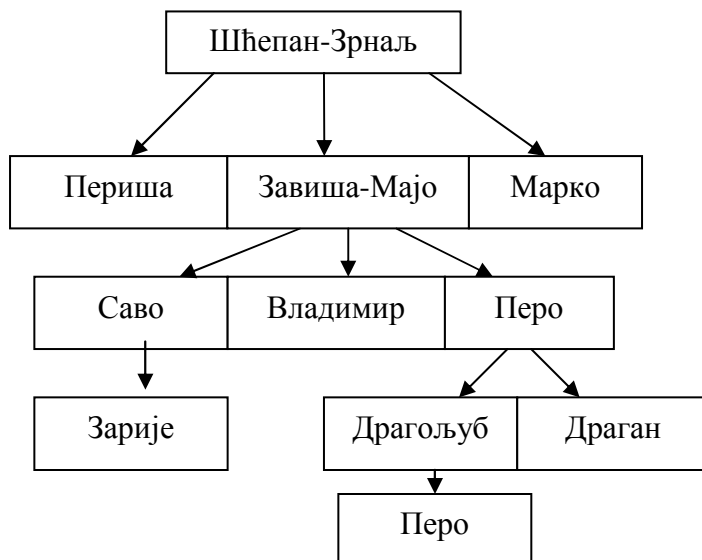 Шћепан-Зрнаљ
Периша Завиша-Мајо Марко
Саво Владимир Перо
Зарије Драгољуб Драган
Перо